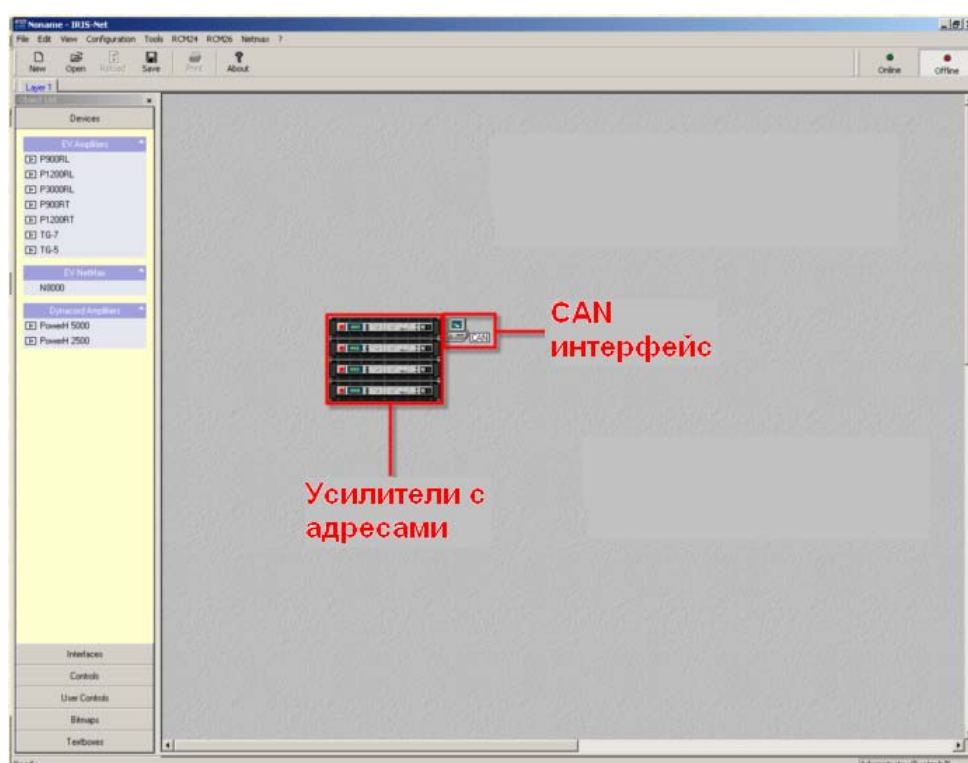 Noname - IRIS-Net
File Edit View Configuration Tools RCM24 RCM26 Netmax ?
New Open Reload Save Print About
Online Offline
Layer 1
Devices
EV Amplifiers
P900RL
P1200RL
P3000RL
P900RT
P1200RT
TG-7
TG-5
EV NetMax
N8000
Dynacord Amplifiers
PowerH 5000
PowerH 2500
CAN
CAN
интерфейс
Усилители с
адресами
Interfaces
Controls
User Controls
Bitmaps
Textboxes